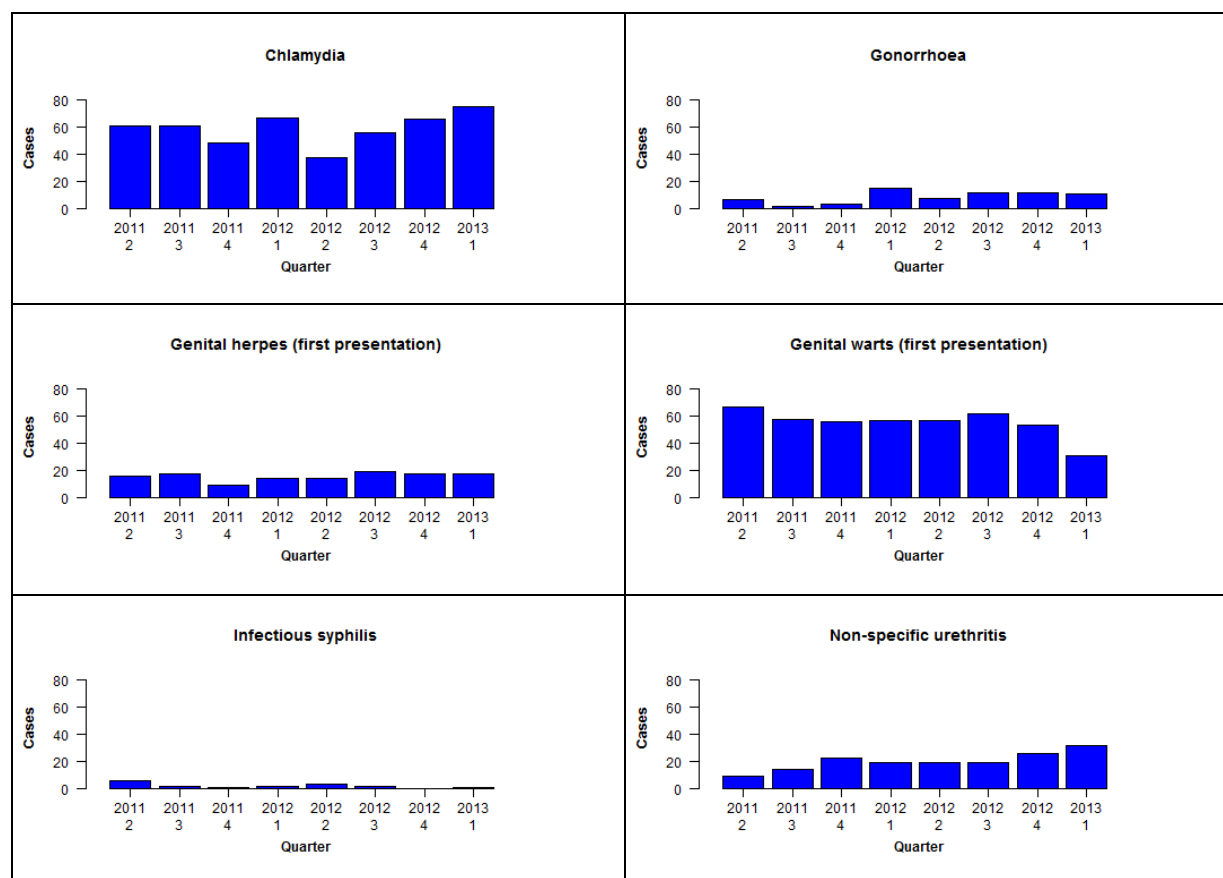 Chlamydia
80
60
40
20
0
Cases
2011 2011 2011 2012 2012 2012 2012 2013
2 3 4 1 2 3 4 1
Quarter
Gonorrhoea
80
60
40
20
0
Cases
2011 2011 2011 2012 2012 2012 2012 2013
2 3 4 1 2 3 4 1
Quarter
Genital herpes (first presentation)
80
60
40
20
0
Cases
2011 2011 2011 2012 2012 2012 2012 2013
2 3 4 1 2 3 4 1
Quarter
Genital warts (first presentation)
80
60
40
20
0
Cases
2011 2011 2011 2012 2012 2012 2012 2013
2 3 4 1 2 3 4 1
Quarter
Infectious syphilis
80
60
40
20
0
Cases
2011 2011 2011 2012 2012 2012 2012 2013
2 3 4 1 2 3 4 1
Quarter
Non-specific urethritis
80
60
40
20
0
Cases
2011 2011 2011 2012 2012 2012 2012 2013
2 3 4 1 2 3 4 1
Quarter